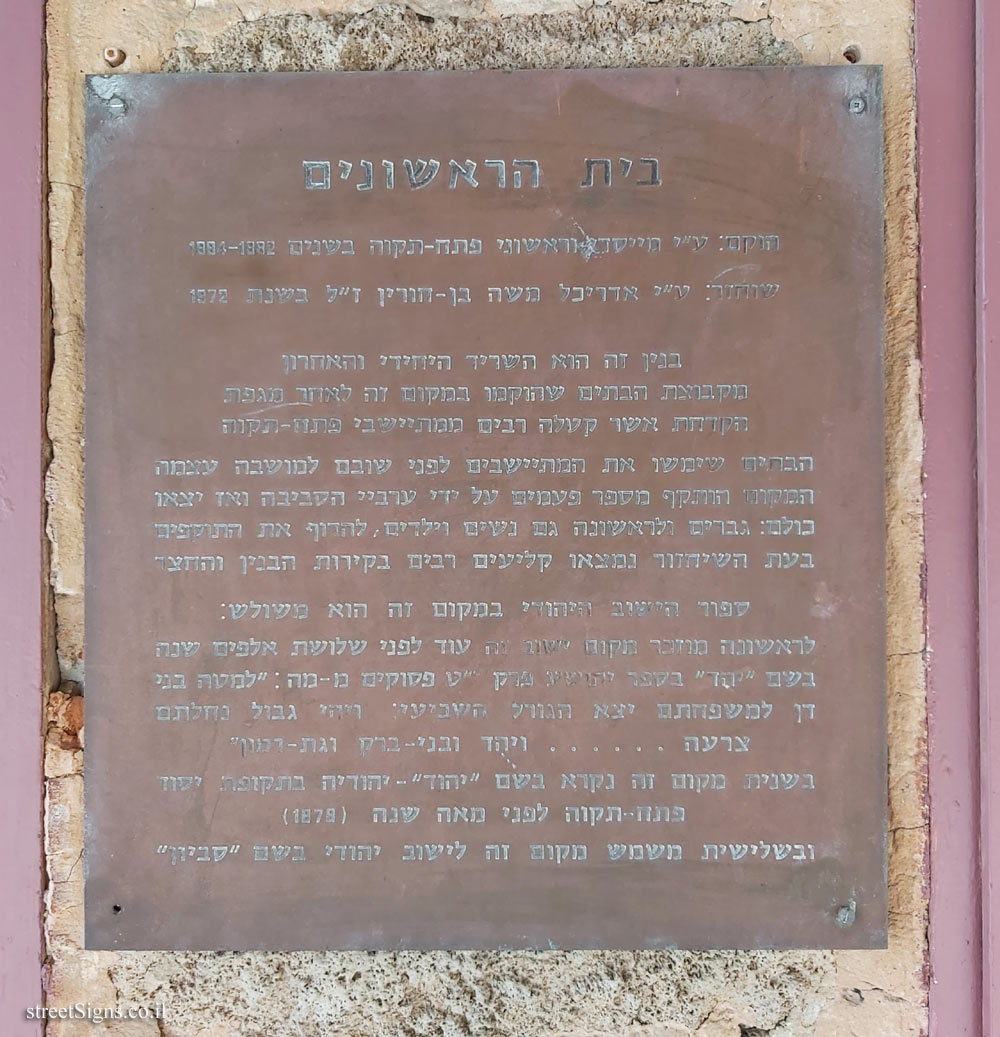 בית הראשונים
הוקם: ע״י מייסדי וראשוני פתח-תקוה בשנים 1882-1884
שוחזר: ע״י אדריכל משה בן-חורין ז״ל בשנת 1972
בנין זה הוא השריד היחידי והאחרון
מקבוצת הבתים שהוקמו במקום זה לאחר מגפת
הקדחת אשר קטלה רבים ממתיישבי פתח-תקוה
הבתים שימשו את המתיישבים לפני שובם למושבה עצמה
המקום הותקף מספר פעמים על ידי ערביי הסביבה ואז יצאו
כולם: גברים ולראשונה גם נשים וילדים, להדוף את התוקפים
בעת השיחזור נמצאו קליעים רבים בקירות הבנין והחצר
ספור הישוב היהודי במקום זה הוא משולש:
לראשונה מוזכר מקום ישוב זה עוד לפני שלושת אלפים שנה
בשם ״יהֻד״ בספר יהושע פרק י״ט פסוקים מ-מה: ״למטה בני
דן למשפחתם יצא הגורל השביעי: ויהי גבול נחלתם
צרעה ...... ויהֻד ובני-ברק וגת-רמון״
בשנית מקום זה נקרא בשם ״יהוד״-יהודיה בתקופת יסוד
פתח-תקוה לפני מאה שנה (1878)
ובשלישית משמש מקום זה לישוב יהודי בשם ״סביון״
streetSigns.co.il